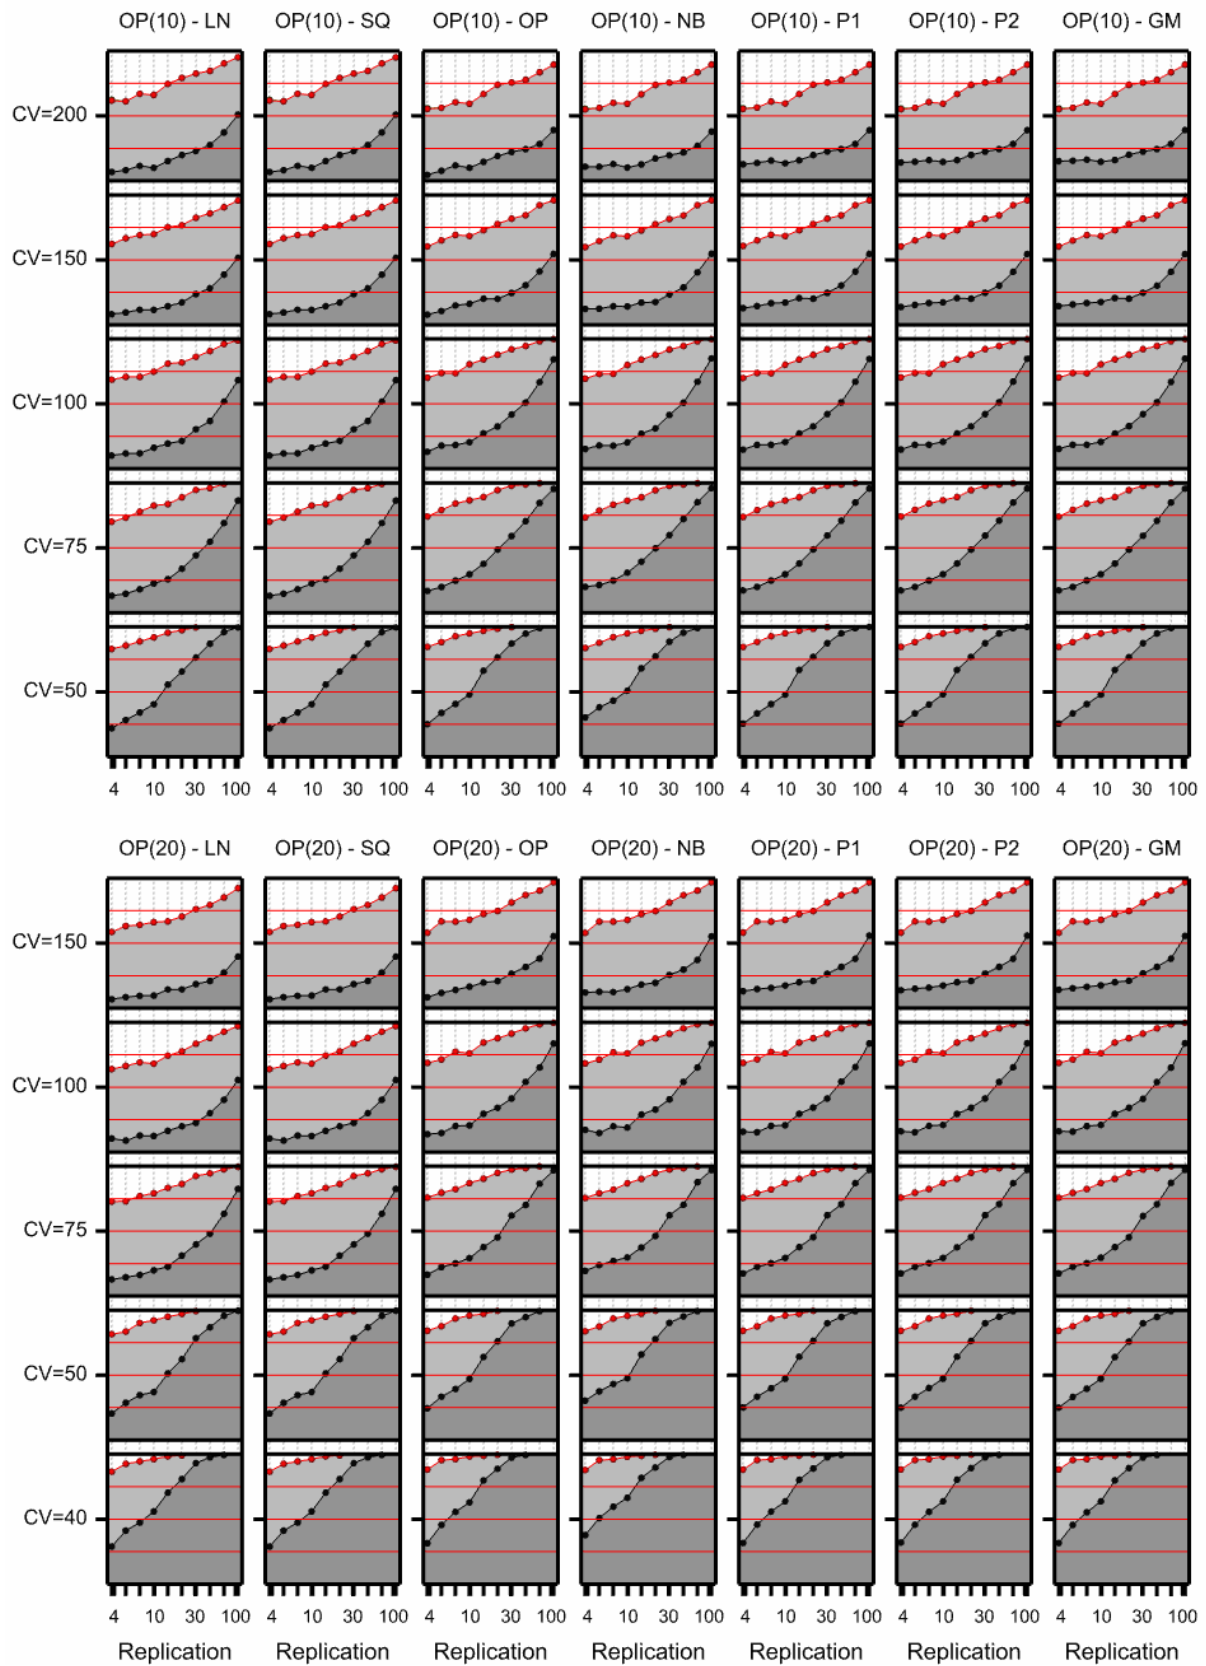 OP(10) - LN OP(10) - SQ OP(10) - OP OP(10) - NB OP(10) - P1 OP(10) - P2 OP(10) - GM
CV=200
CV=150
CV=100
CV=75
CV=50
4 10 30 100 4 10 30 100 4 10 30 100 4 10 30 100 4 10 30 100 4 10 30 100 4 10 30 100
OP(20) - LN OP(20) - SQ OP(20) - OP OP(20) - NB OP(20) - P1 OP(20) - P2 OP(20) - GM
CV=150
CV=100
CV=75
CV=50
CV=40
4 10 30 100 4 10 30 100 4 10 30 100 4 10 30 100 4 10 30 100 4 10 30 100 4 10 30 100
Replication Replication Replication Replication Replication Replication Replication